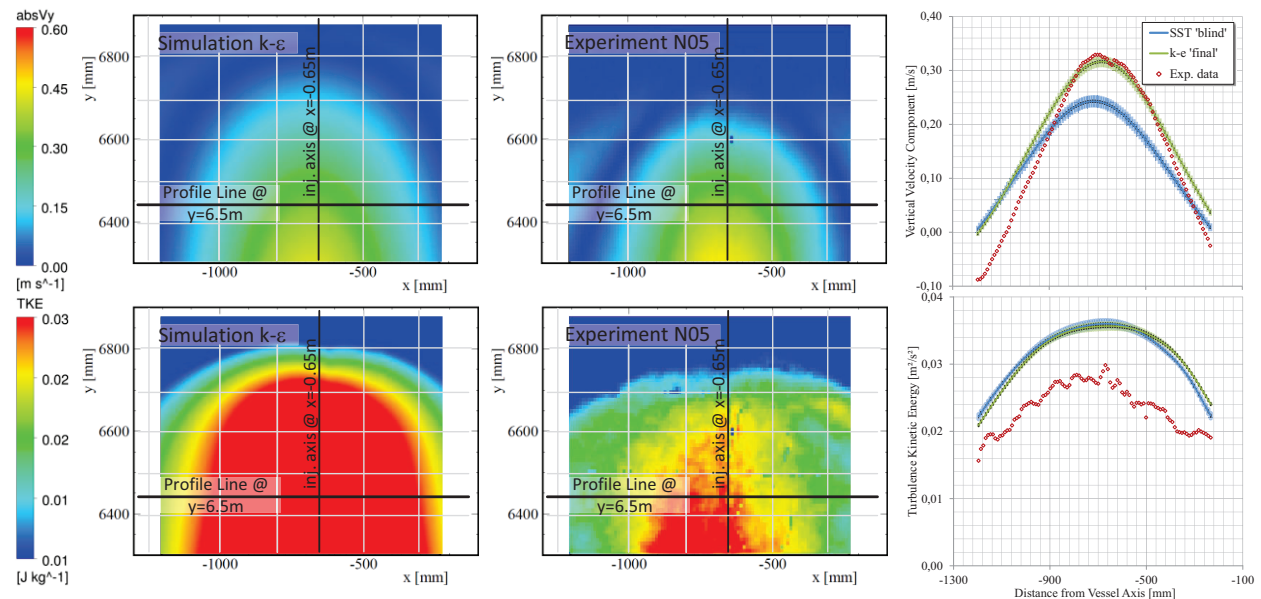 absVy
0.60
0.45
0.30
0.15
0.00
[m s^-1]
6800
6600
6400
y [mm]
Simulation k-ε
inj. axis @ x=-0.65m
Profile Line @
y=6.5m
-1000
-500
x [mm]
6800
6600
6400
y [mm]
Experiment N05
inj. axis @ x=-0.65m
Profile Line @
y=6.5m
-1000
-500
x [mm]
0,40
0,30
0,20
0,10
0,00
-0,10
Vertical Velocity Component [m/s]
SST 'blind'
k-e 'final'
Exp. data
TKE
0.03
0.02
0.02
0.01
0.01
[J kg^-1]
6800
6600
6400
y [mm]
Simulation k-ε
inj. axis @ x=-0.65m
Profile Line @
y=6.5m
-1000
-500
x [mm]
6800
6600
6400
y [mm]
Experiment N05
inj. axis @ x=-0.65m
Profile Line @
y=6.5m
-1000
-500
x [mm]
0,04
0,03
0,02
0,01
0,00
Turbulence Kinetic Energy [m²/s²]
-1300
-900
-500
-100
Distance from Vessel Axis [mm]